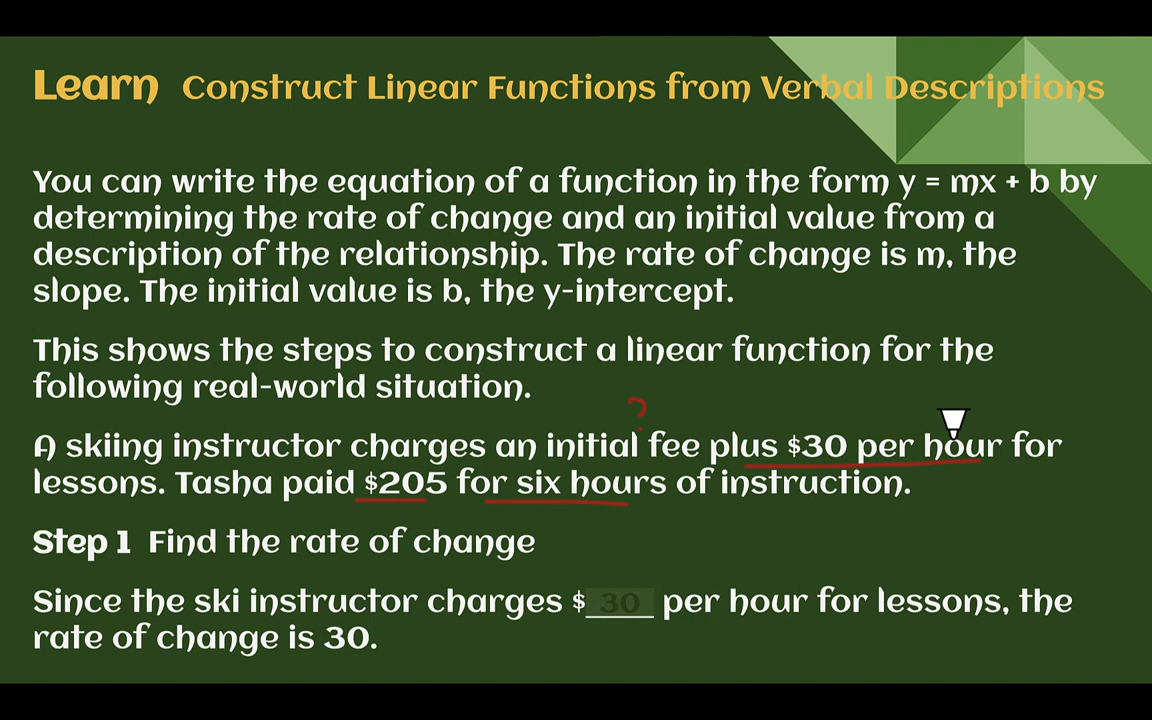 Learn Construct Linear Functions from Verbal Descriptions
You can write the equation of a function in the form y = mx + b by
determining the rate of change and an initial value from a
description of the relationship. The rate of change is m, the
slope. The initial value is b, the y-intercept.
This shows the steps to construct a linear function for the
following real-world situation.
?
A skiing instructor charges an initial fee plus $30 per hour for
lessons. Tasha paid $205 for six hours of instruction.
Step 1 Find the rate of change
Since the ski instructor charges $ 30 per hour for lessons, the
rate of change is 30.